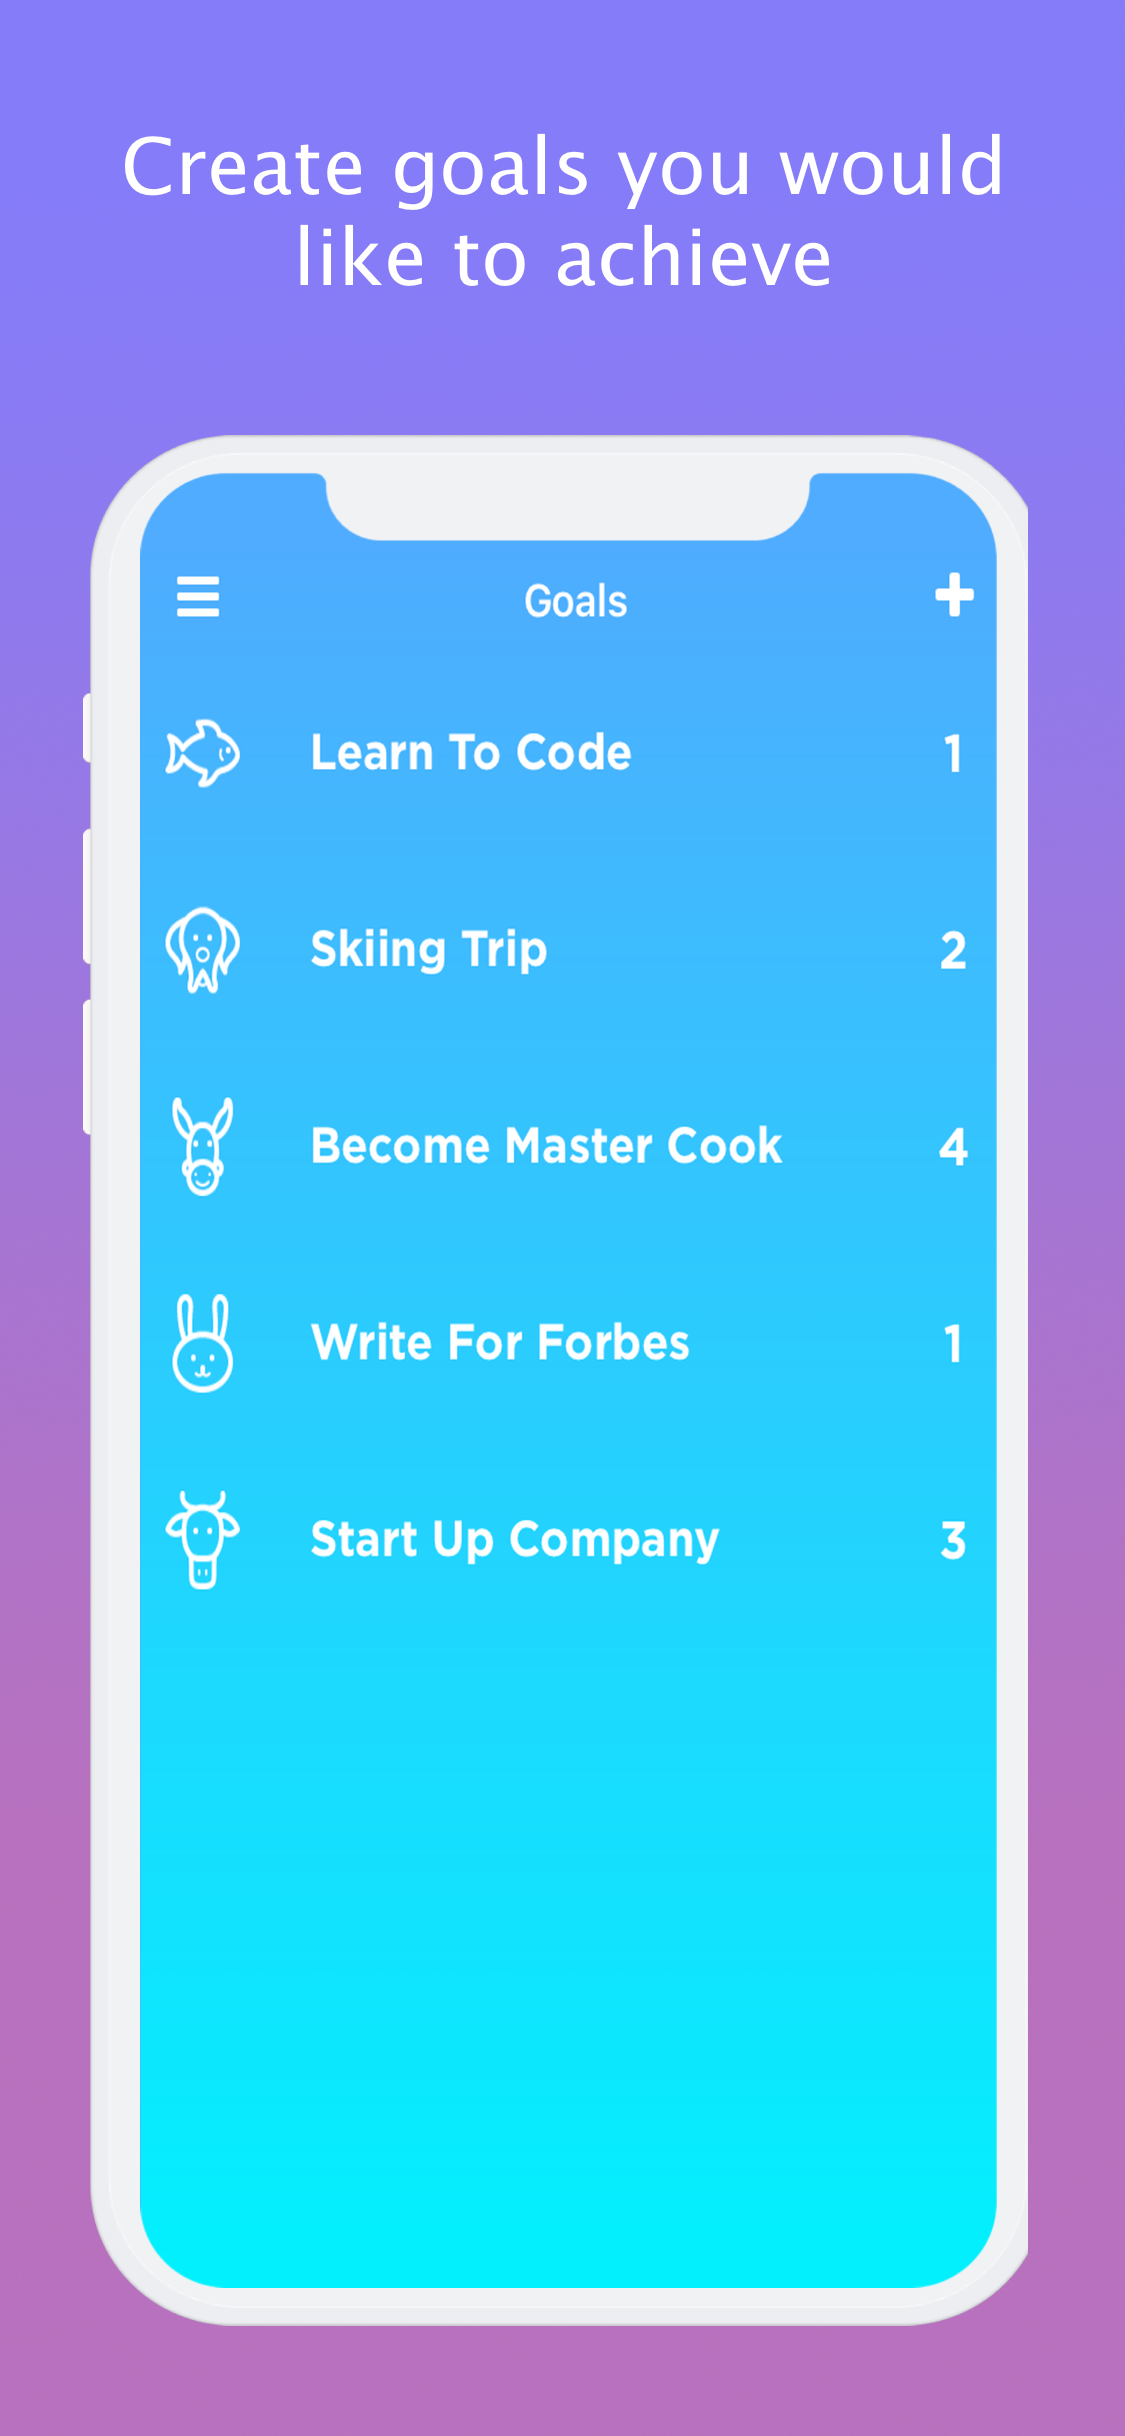 Create goals you would
like to achieve
Goals
Learn To Code 1
Skiing Trip 2
Become Master Cook 4
Write For Forbes 1
Start Up Company 3